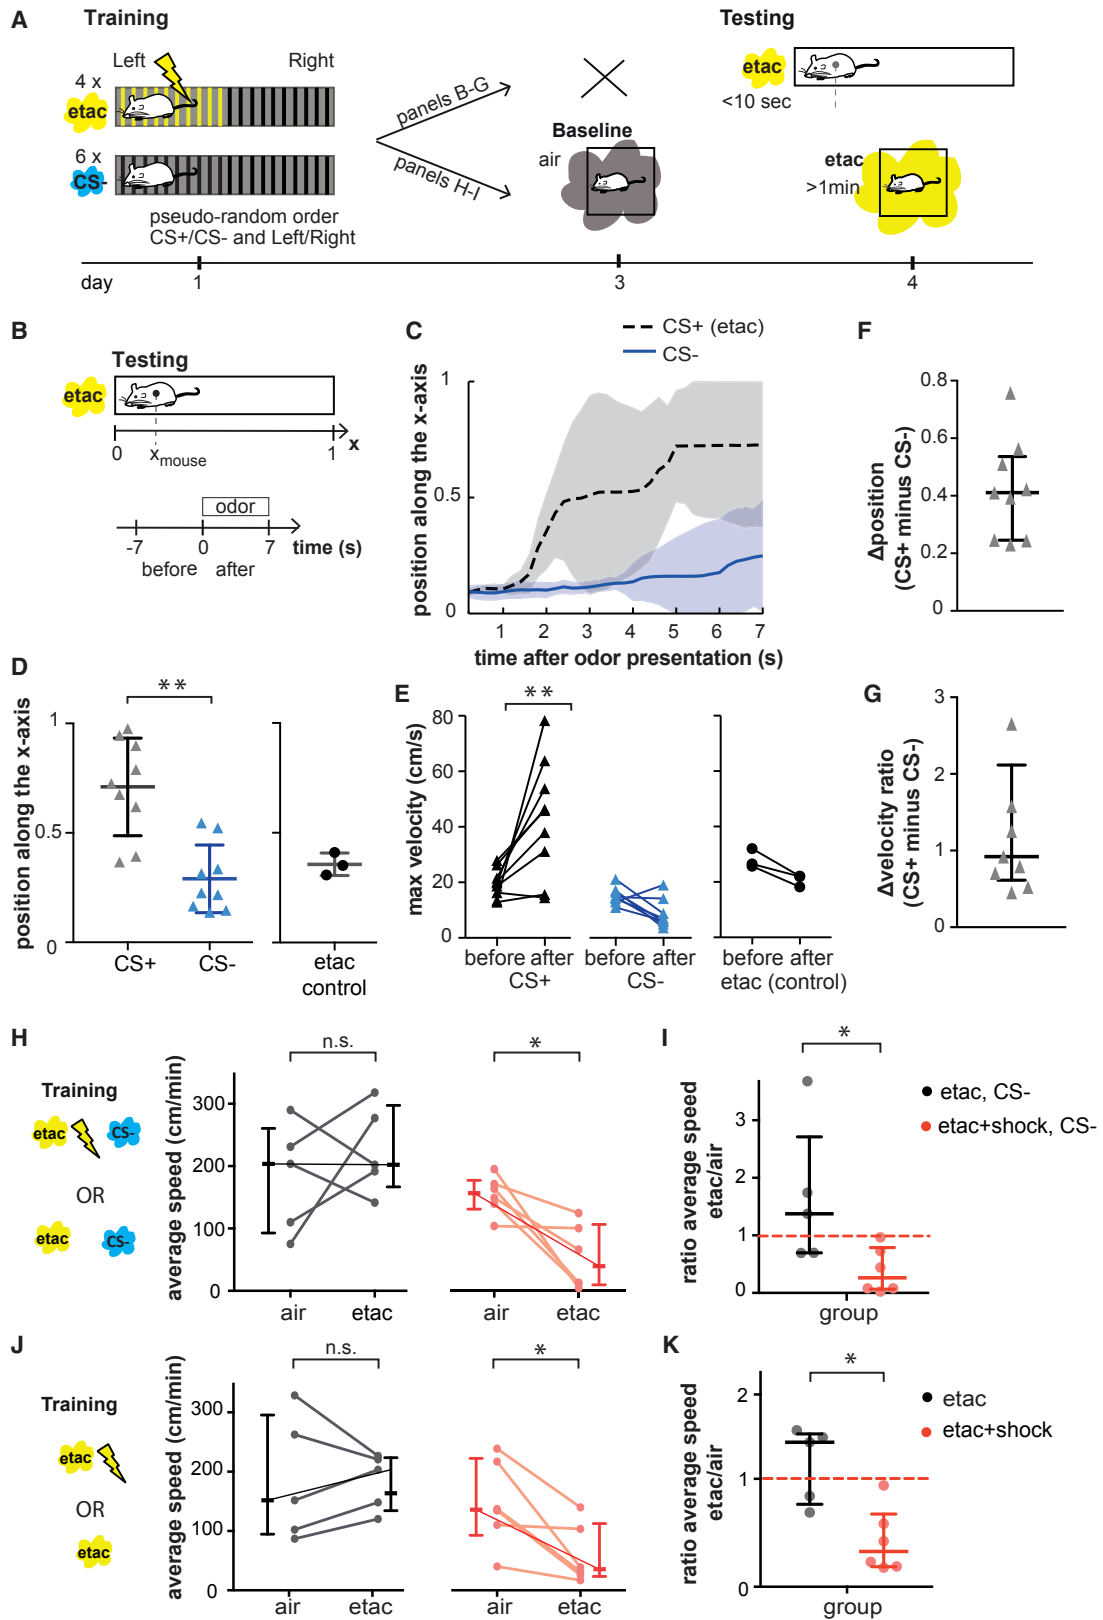 A
Training
Testing
Left
Right
4 x
etac
6 x
CS-
pseudo-random order
CS+/CS- and Left/Right
panels B-G
panels H-I
Baseline
air
etac
<10 sec
etac
>1min
day
1
3
4
B
Testing
etac
0
xmouse
1
x
odor
-7
0
7
time (s)
before
after
C
CS+ (etac)
CS-
position along the x-axis
1
0.5
0
1 2 3 4 5 6 7
time after odor presentation (s)
F
Δposition
(CS+ minus CS-)
0.8
0.6
0.4
0.2
0
D
**
position along the x-axis
1
0.5
0
CS+
CS-
etac
control
E
**
max velocity (cm/s)
80
60
40
20
0
before after
CS+
before after
CS-
before after
etac (control)
G
Δvelocity ratio
(CS+ minus CS-)
3
2
1
0
H
Training
etac
CS-
OR
etac
CS-
average speed (cm/min)
300
200
100
0
n.s.
air
etac
*
air
etac
I
*
ratio average speed
etac/air
3
2
1
0
group
etac, CS-
etac+shock, CS-
J
Training
etac
OR
etac
average speed (cm/min)
300
200
100
0
n.s.
air
etac
*
air
etac
K
*
ratio average speed
etac/air
2
1
0
group
etac
etac+shock